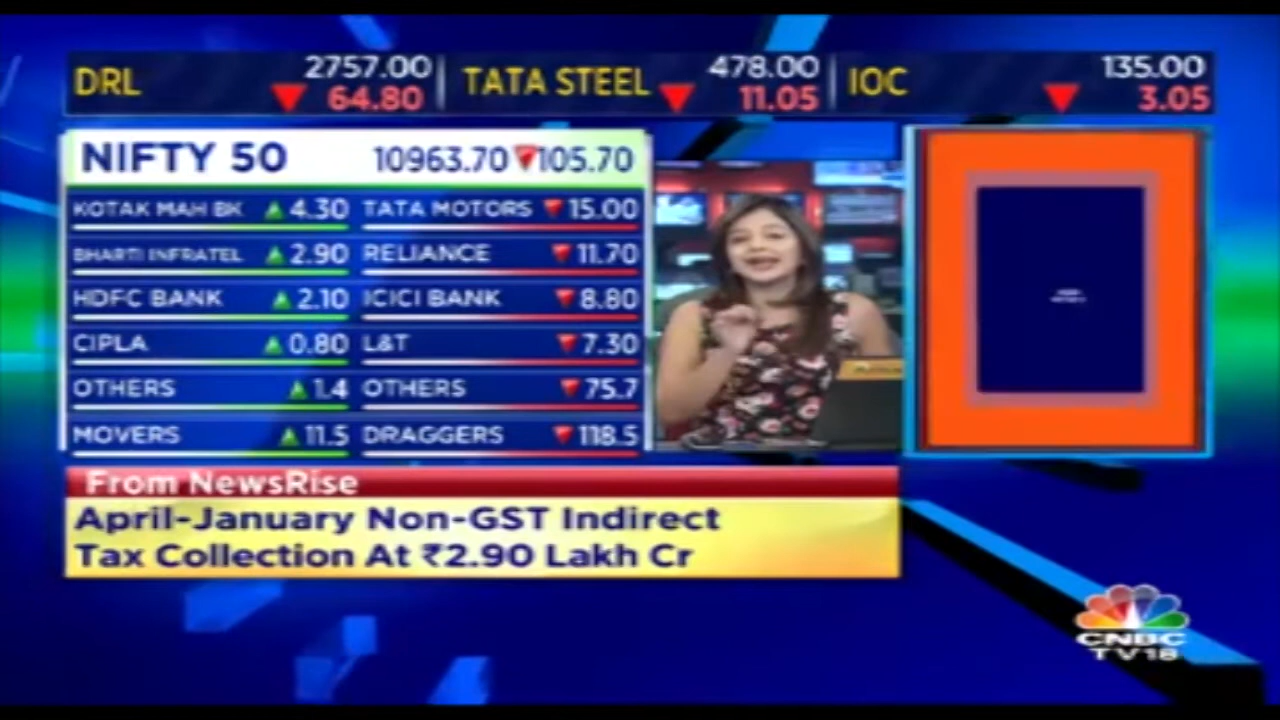 DRL 2757.00 TATA STEEL 478.00 IOC 135.00
64.80 11.05 3.05
NIFTY 50 10963.70 105.70
KOTAK MAH BK 4.30 TATA MOTORS 15.00
BHARTI INFRATEL 2.90 RELIANCE 11.70
HDFC BANK 2.10 ICICI BANK 8.80
CIPLA 0.80 L&T 7.30
OTHERS 1.4 OTHERS 75.7
MOVERS 11.5 DRAGGERS 118.5
From NewsRise
April-January Non-GST Indirect
Tax Collection At ₹2.90 Lakh Cr
CNBC
TV18